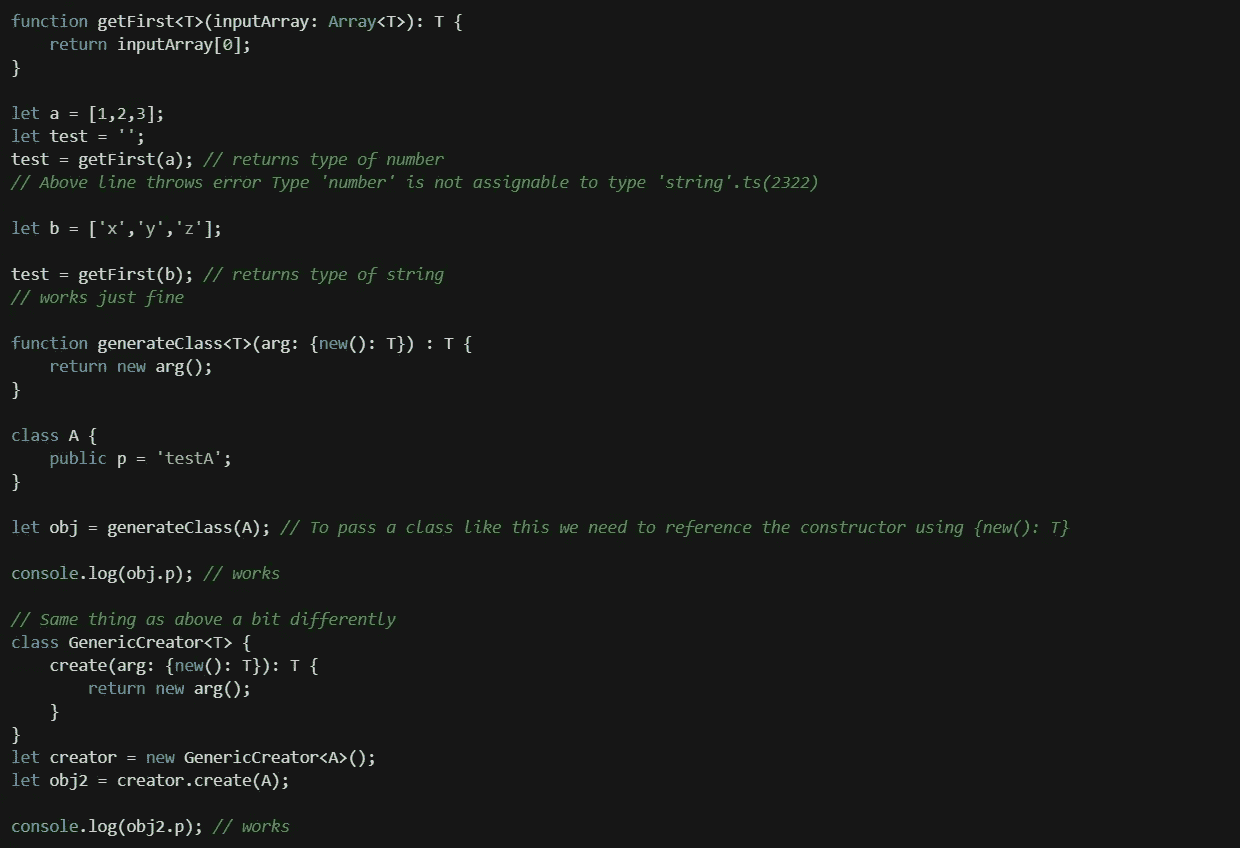 function getFirst<T>(inputArray: Array<T>): T {
    return inputArray[0];
}

let a = [1,2,3];
let test = '';
test = getFirst(a); // returns type of number
// Above line throws error Type 'number' is not assignable to type 'string'.ts(2322)

let b = ['x','y','z'];

test = getFirst(b); // returns type of string
// works just fine

function generateClass<T>(arg: {new(): T}) : T {
    return new arg();
}

class A {
    public p = 'testA';
}

let obj = generateClass(A); // To pass a class like this we need to reference the constructor using {new(): T}

console.log(obj.p); // works

// Same thing as above a bit differently
class GenericCreator<T> {
    create(arg: {new(): T}): T {
        return new arg();
    }
}
let creator = new GenericCreator<A>();
let obj2 = creator.create(A);

console.log(obj2.p); // works